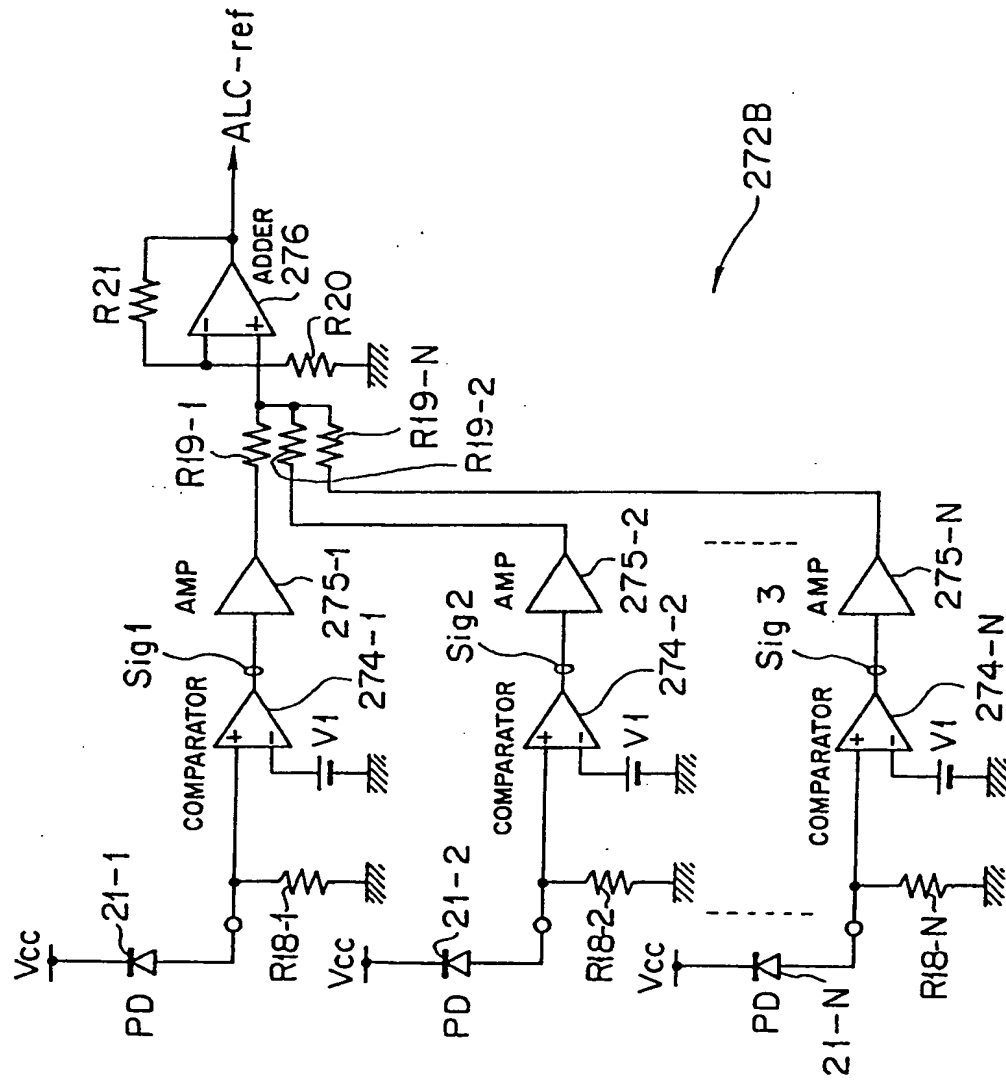 Vcc
21-1
PD
R18-1
COMPARATOR
+
-
V1
274-1
Sig1
AMP
275-1
R19-1
R19-N
R19-2
R21
-
+
ADDER
276
R20
ALC-ref
Vcc
21-2
PD
R18-2
COMPARATOR
+
-
V1
274-2
Sig2
AMP
275-2
Vcc
PD
21-N
R18-N
COMPARATOR
+
-
V1
274-N
Sig 3
AMP
275-N
272B